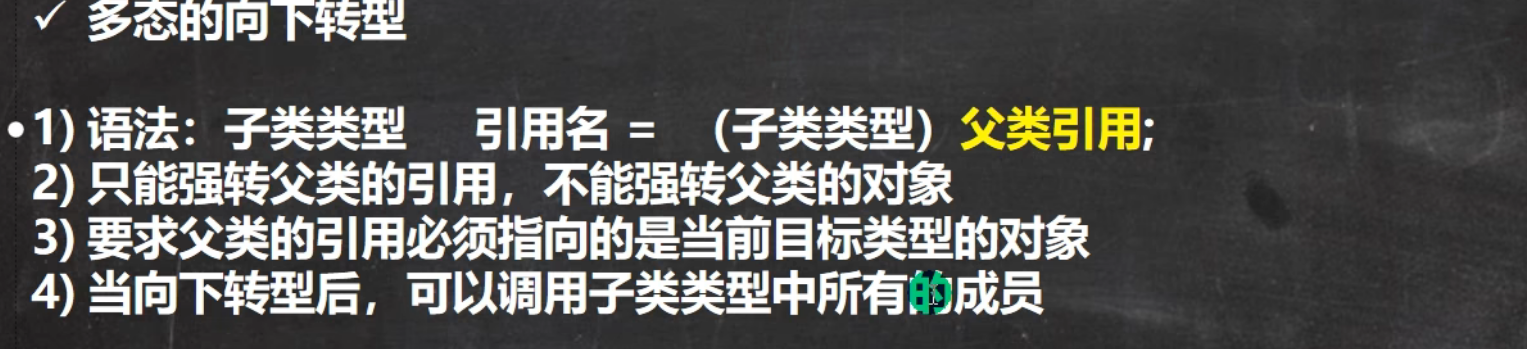 ✓ 多态的向下转型
•1) 语法：子类类型 引用名 = （子类类型）父类引用;
2) 只能强转父类的引用，不能强转父类的对象
3) 要求父类的引用必须指向的是当前目标类型的对象
4) 当向下转型后，可以调用子类类型中所有的成员